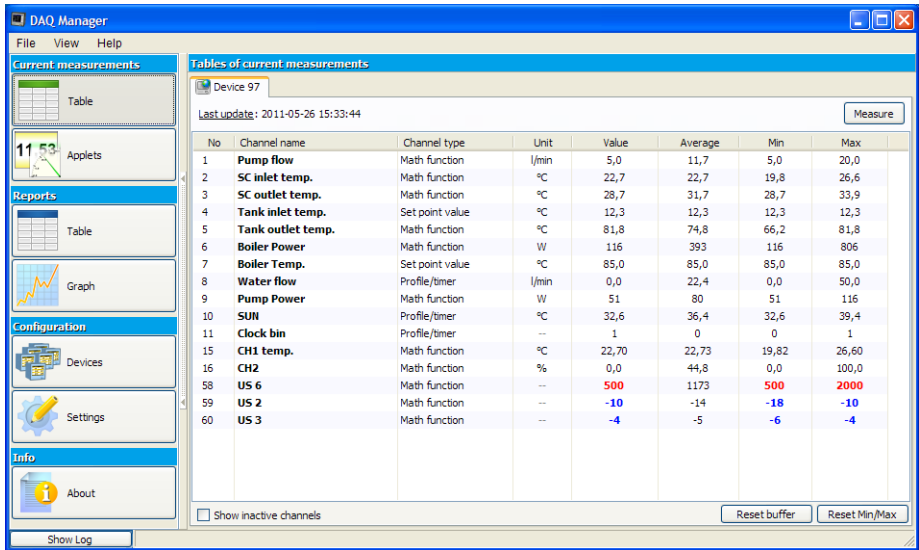 DAQ Manager
File View Help
Current measurements
Table
11 53
Applets
Reports
Table
Graph
Configuration
Devices
Settings
Info
About
Show Log
Tables of current measurements
Device 97
Last update: 2011-05-26 15:33:44
Measure
No Channel name Channel type Unit Value Average Min Max
1 Pump flow Math function l/min 5,0 11,7 5,0 20,0
2 SC inlet temp. Math function ºC 22,7 22,7 19,8 26,6
3 SC outlet temp. Math function ºC 28,7 31,7 28,7 33,9
4 Tank inlet temp. Set point value ºC 12,3 12,3 12,3 12,3
5 Tank outlet temp. Math function ºC 81,8 74,8 66,2 81,8
6 Boiler Power Math function W 116 393 116 806
7 Boiler Temp. Set point value ºC 85,0 85,0 85,0 85,0
8 Water flow Profile/timer l/min 0,0 22,4 0,0 50,0
9 Pump Power Math function W 51 80 51 116
10 SUN Profile/timer ºC 32,6 36,4 32,6 39,4
11 Clock bin Profile/timer -- 1 0 0 1
15 CH1 temp. Math function ºC 22,70 22,73 19,82 26,60
16 CH2 Math function % 0,0 44,8 0,0 100,0
58 US 6 Math function -- 500 1173 500 2000
59 US 2 Math function -- -10 -14 -18 -10
60 US 3 Math function -- -4 -5 -6 -4
Show inactive channels
Reset buffer
Reset Min/Max